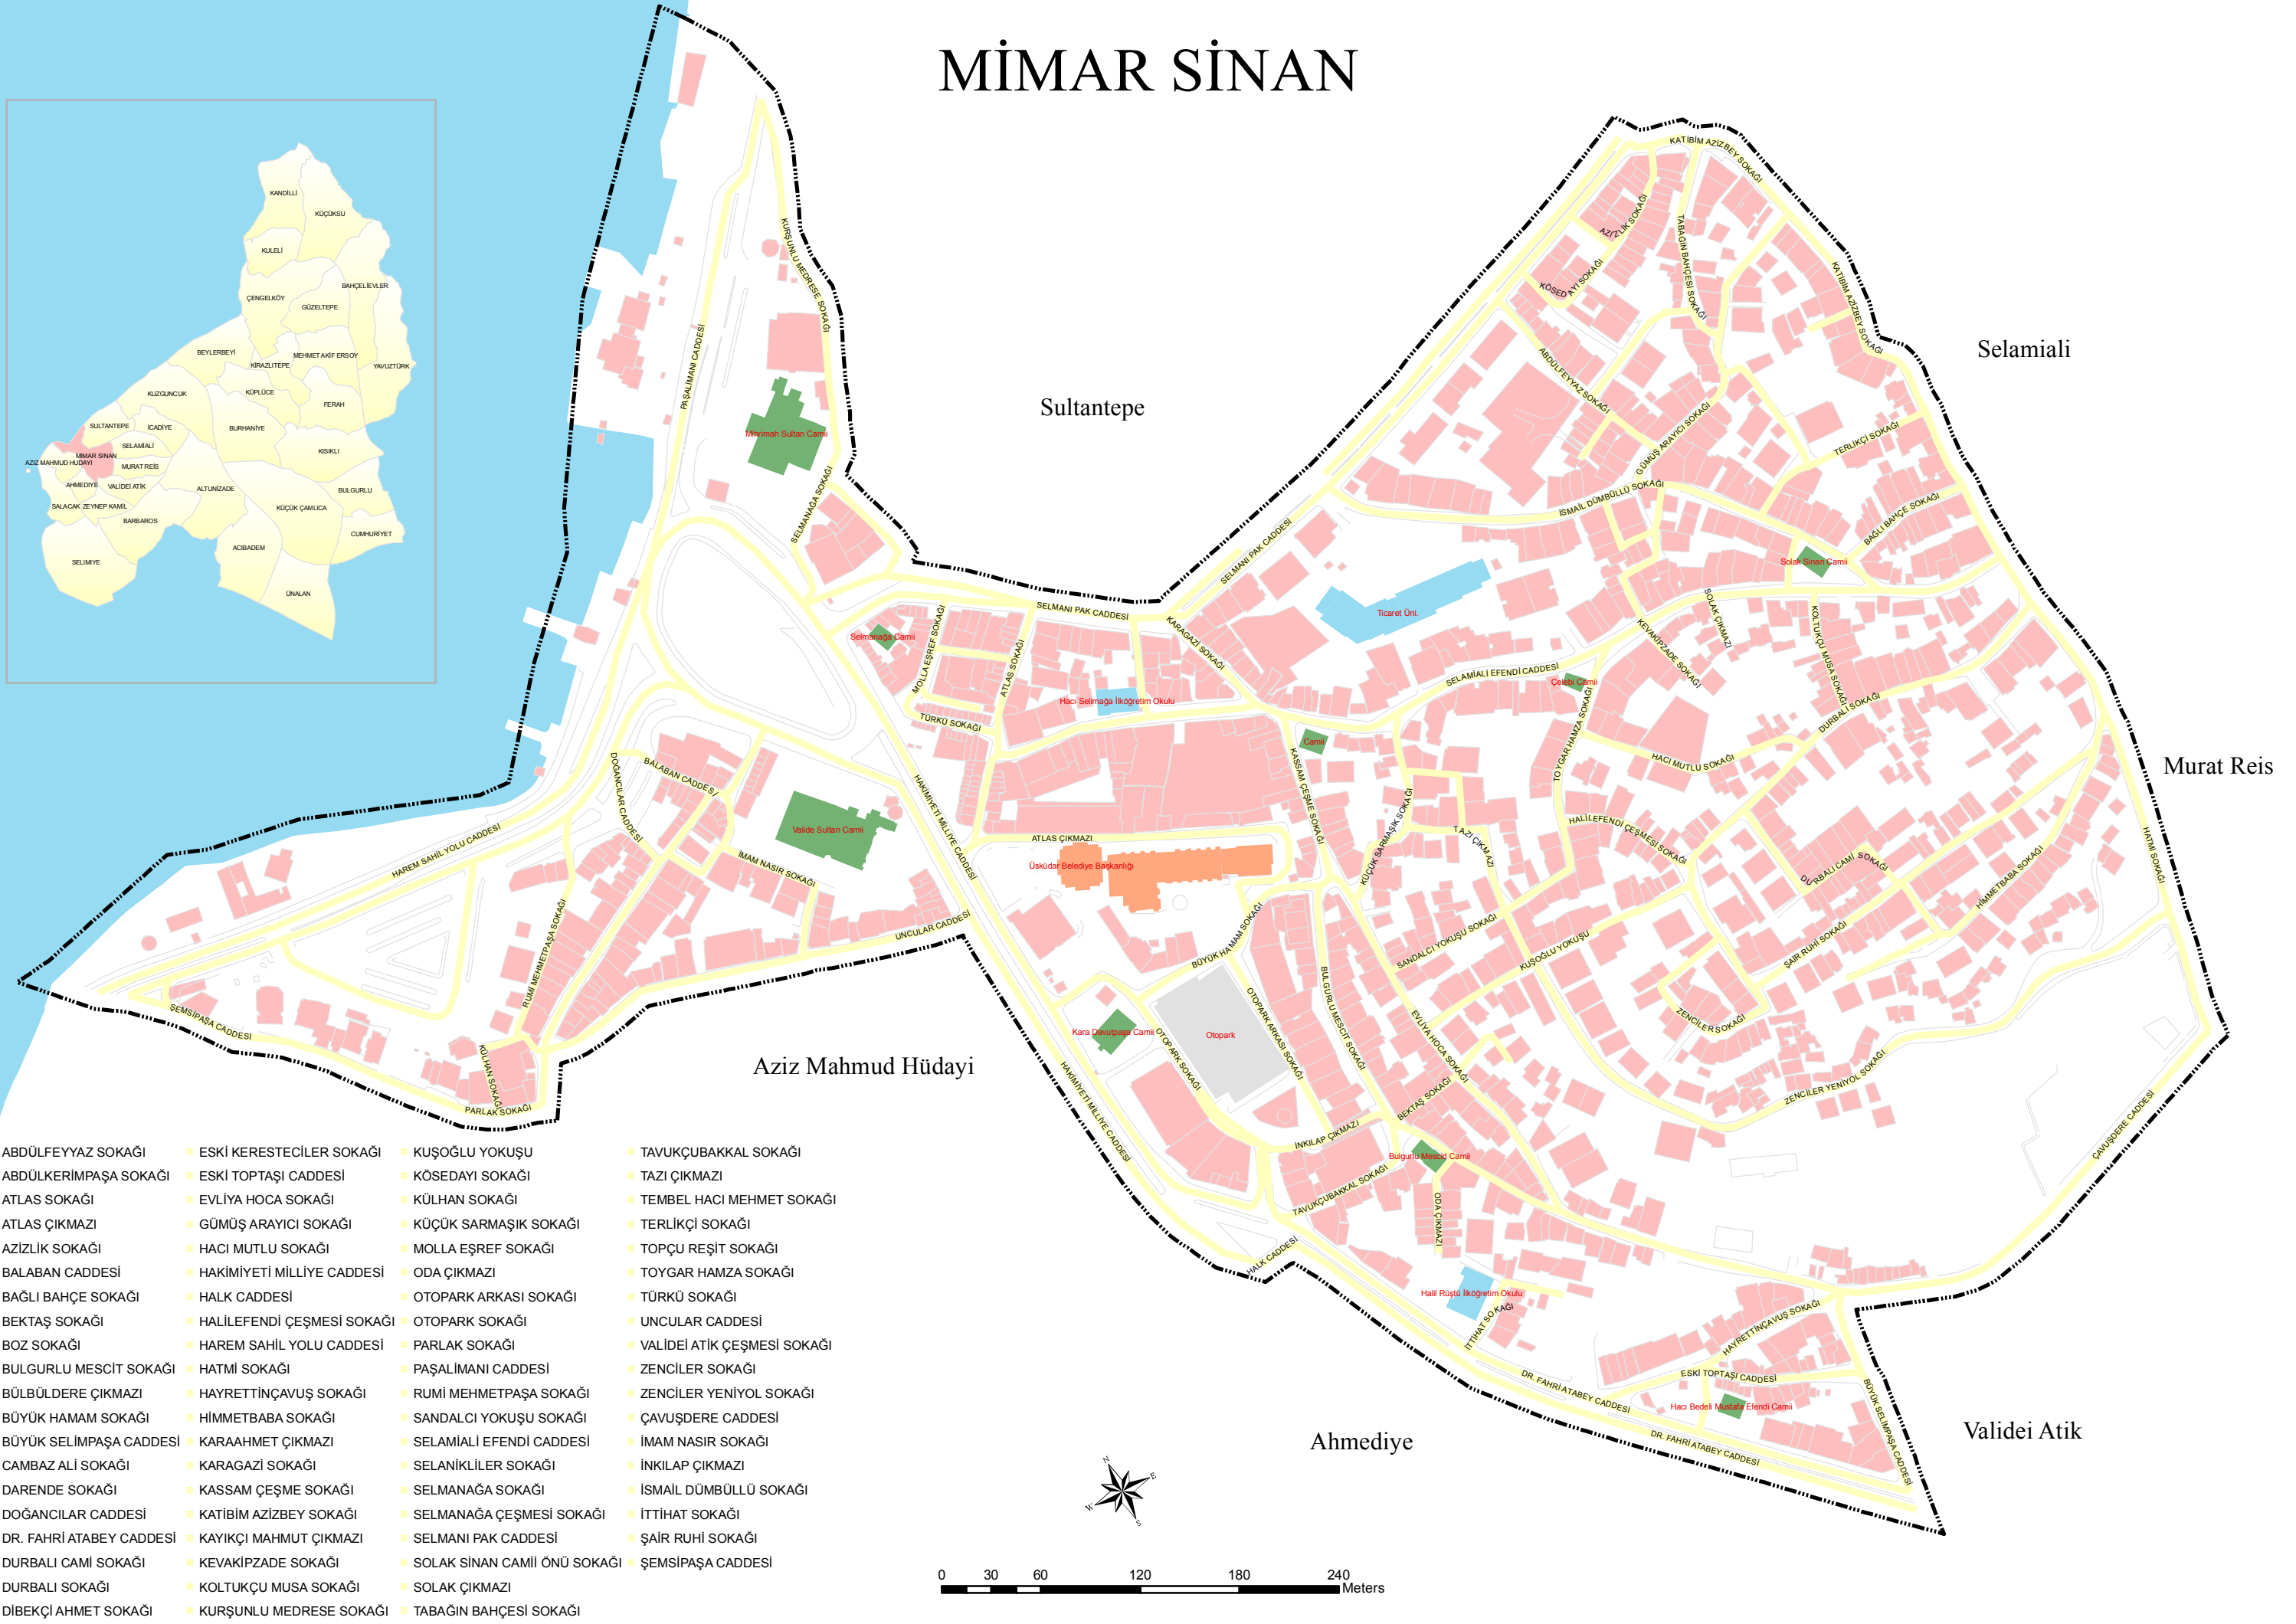 MİMAR SİNAN
KANDİLLİ
KÜÇÜKSU
KULELİ
BAHÇELİEVLER
ÇENGELKÖY
GÜZELTEPE
BEYLERBEYİ
MEHMET AKİF ERSOY
KİRAZLITEPE
YAVUZTÜRK
KUZGUNCUK
KÜPLÜCE
FERAH
SULTANTEPE
İCADİYE
BURHANİYE
SELAMİALİ
KISIKLI
MIMAR SINAN
AZIZ MAHMUD HUDAYI
MURAT REİS
AHMEDIYE
VALİDEİ ATİK
ALTUNİZADE
BULGURLU
SALACAK
ZEYNEP KAMİL
KÜÇÜK ÇAMLICA
BARBAROS
CUMHURİYET
ACIBADEM
SELIMIYE
ÜNALAN
Sultantepe
Selamiali
Murat Reis
Aziz Mahmud Hüdayi
Ahmediye
Validei Atik
KATİBİM AZİZBEY SOKAĞI
AZİZLİK SOKAĞI
TABAĞIN BAHÇESİ SOKAĞI
KÖSEDAYI SOKAĞI
KATİBİM AZİZBEY SOKAĞI
KURŞUNLU MEDRESE SOKAĞI
PAŞALİMANI CADDESİ
ABDÜLFEYYAZ SOKAĞI
Mihrimah Sultan Camii
GÜMÜŞ ARAYICI SOKAĞI
TERLİKÇİ SOKAĞI
SELMANAĞA SOKAĞI
İSMAİL DÜMBÜLLÜ SOKAĞI
BAĞLI BAHÇE SOKAĞI
SELMANI PAK CADDESİ
Solak Sinan Camii
SELMANI PAK CADDESİ
Ticaret Üni.
Selmanağa Camii
MOLLA EŞREF SOKAĞI
ATLAS SOKAĞI
KARAGAZİ SOKAĞI
KEVAKİPZADE SOKAĞI
SOLAK ÇIKMAZI
KOLTUKÇU MUSA SOKAĞI
SELAMİALİ EFENDİ CADDESİ
Çelebi Camii
Hacı Selimağa İlköğretim Okulu
TÜRKÜ SOKAĞI
Camii
TOYGAR HAMZA SOKAĞI
DURBALI SOKAĞI
HACI MUTLU SOKAĞI
DOĞANCILAR CADDESİ
BALABAN CADDESİ
HAKİMİYETİ MİLLİYE CADDESİ
KASSAM ÇEŞME SOKAĞI
KÜÇÜK SARMAŞIK SOKAĞI
Valide Sultan Camii
HAREM SAHİL YOLU CADDESİ
ATLAS ÇIKMAZI
TAZI ÇIKMAZI
HALİLEFENDİ ÇEŞMESİ SOKAĞI
HATMİ SOKAĞI
İMAM NASIR SOKAĞI
Üsküdar Belediye Başkanlığı
DURBALI CAMİ SOKAĞI
HİMMETBABA SOKAĞI
UNCULAR CADDESİ
RUMİ MEHMETPAŞA SOKAĞI
BÜYÜK HAMAM SOKAĞI
SANDALCI YOKUŞU SOKAĞI
KUŞOĞLU YOKUŞU
ŞAİR RUHİ SOKAĞI
ŞEMSİPAŞA CADDESİ
Kara Davutpaşa Camii
Otopark
OTOPARK SOKAĞI
OTOPARK ARKASI SOKAĞI
BULGURLU MESCİT SOKAĞI
EVLİYA HOCA SOKAĞI
ZENCİLER SOKAĞI
KÜLHAN SOKAĞI
PARLAK SOKAĞI
HAKİMİYETİ MİLLİYE CADDESİ
BEKTAŞ SOKAĞI
ZENCİLER YENİYOL SOKAĞI
İNKILAP ÇIKMAZI
ÇAVUŞDERE CADDESİ
Bulgurlu Mescid Camii
TAVUKÇUBAKKAL SOKAĞI
ODA ÇIKMAZI
HALK CADDESİ
Halil Rüştü İlköğretim Okulu
İTTİHAT SOKAĞI
HAYRETTİNÇAVUŞ SOKAĞI
ESKİ TOPTAŞI CADDESİ
DR. FAHRİ ATABEY CADDESİ
Hacı Bedeli Mustafa Efendi Camii
BÜYÜK SELİMPAŞA CADDESİ
DR. FAHRİ ATABEY CADDESİ
ABDÜLFEYYAZ SOKAĞI
ABDÜLKERİMPAŞA SOKAĞI
ATLAS SOKAĞI
ATLAS ÇIKMAZI
AZİZLİK SOKAĞI
BALABAN CADDESİ
BAĞLI BAHÇE SOKAĞI
BEKTAŞ SOKAĞI
BOZ SOKAĞI
BULGURLU MESCİT SOKAĞI
BÜLBÜLDERE ÇIKMAZI
BÜYÜK HAMAM SOKAĞI
BÜYÜK SELİMPAŞA CADDESİ
CAMBAZ ALİ SOKAĞI
DARENDE SOKAĞI
DOĞANCILAR CADDESİ
DR. FAHRİ ATABEY CADDESİ
DURBALI CAMİ SOKAĞI
DURBALI SOKAĞI
DİBEKÇİ AHMET SOKAĞI
ESKİ KERESTECİLER SOKAĞI
ESKİ TOPTAŞI CADDESİ
EVLİYA HOCA SOKAĞI
GÜMÜŞ ARAYICI SOKAĞI
HACI MUTLU SOKAĞI
HAKİMİYETİ MİLLİYE CADDESİ
HALK CADDESİ
HALİLEFENDİ ÇEŞMESİ SOKAĞI
HAREM SAHİL YOLU CADDESİ
HATMİ SOKAĞI
HAYRETTİNÇAVUŞ SOKAĞI
HİMMETBABA SOKAĞI
KARAAHMET ÇIKMAZI
KARAGAZİ SOKAĞI
KASSAM ÇEŞME SOKAĞI
KATİBİM AZİZBEY SOKAĞI
KAYIKÇI MAHMUT ÇIKMAZI
KEVAKİPZADE SOKAĞI
KOLTUKÇU MUSA SOKAĞI
KURŞUNLU MEDRESE SOKAĞI
KUŞOĞLU YOKUŞU
KÖSEDAYI SOKAĞI
KÜLHAN SOKAĞI
KÜÇÜK SARMAŞIK SOKAĞI
MOLLA EŞREF SOKAĞI
ODA ÇIKMAZI
OTOPARK ARKASI SOKAĞI
OTOPARK SOKAĞI
PARLAK SOKAĞI
PAŞALİMANI CADDESİ
RUMİ MEHMETPAŞA SOKAĞI
SANDALCI YOKUŞU SOKAĞI
SELAMİALİ EFENDİ CADDESİ
SELANİKLİLER SOKAĞI
SELMANAĞA SOKAĞI
SELMANAĞA ÇEŞMESİ SOKAĞI
SELMANI PAK CADDESİ
SOLAK SİNAN CAMİİ ÖNÜ SOKAĞI
SOLAK ÇIKMAZI
TABAĞIN BAHÇESİ SOKAĞI
TAVUKÇUBAKKAL SOKAĞI
TAZI ÇIKMAZI
TEMBEL HACI MEHMET SOKAĞI
TERLİKÇİ SOKAĞI
TOPÇU REŞİT SOKAĞI
TOYGAR HAMZA SOKAĞI
TÜRKÜ SOKAĞI
UNCULAR CADDESİ
VALİDEİ ATİK ÇEŞMESİ SOKAĞI
ZENCİLER SOKAĞI
ZENCİLER YENİYOL SOKAĞI
ÇAVUŞDERE CADDESİ
İMAM NASIR SOKAĞI
İNKILAP ÇIKMAZI
İSMAİL DÜMBÜLLÜ SOKAĞI
İTTİHAT SOKAĞI
ŞAİR RUHİ SOKAĞI
ŞEMSİPAŞA CADDESİ
N
E
W
S
0 30 60 120 180 240
Meters